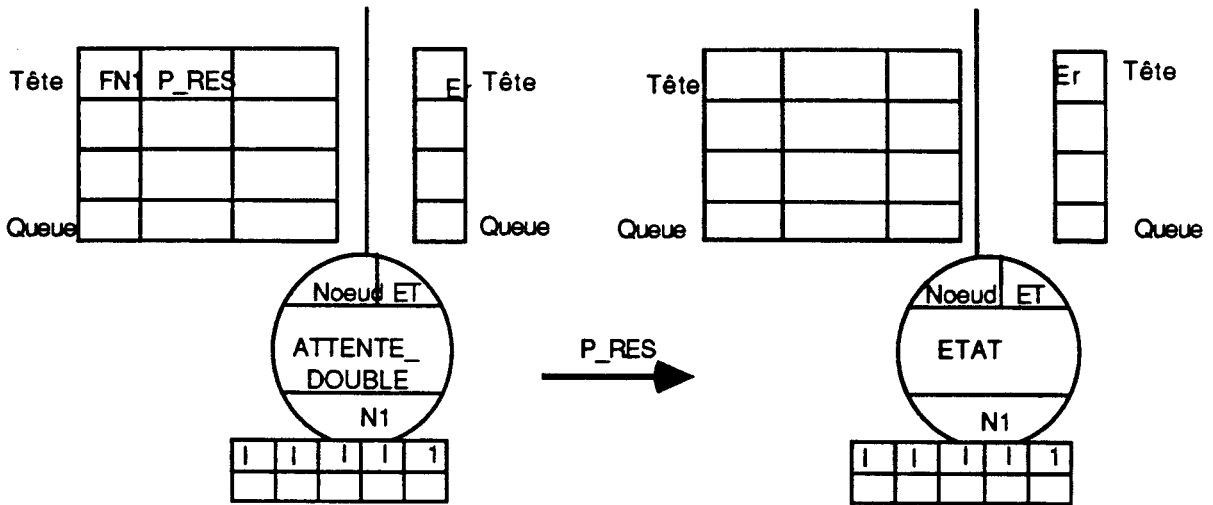 Tête FN1 P_RES Er Tête
Queue Queue
Noeud ET
ATTENTE_
DOUBLE
N1
I I I I 1
P_RES
Tête Er Tête
Queue Queue
Noeud ET
ETAT
N1
I I I I 1